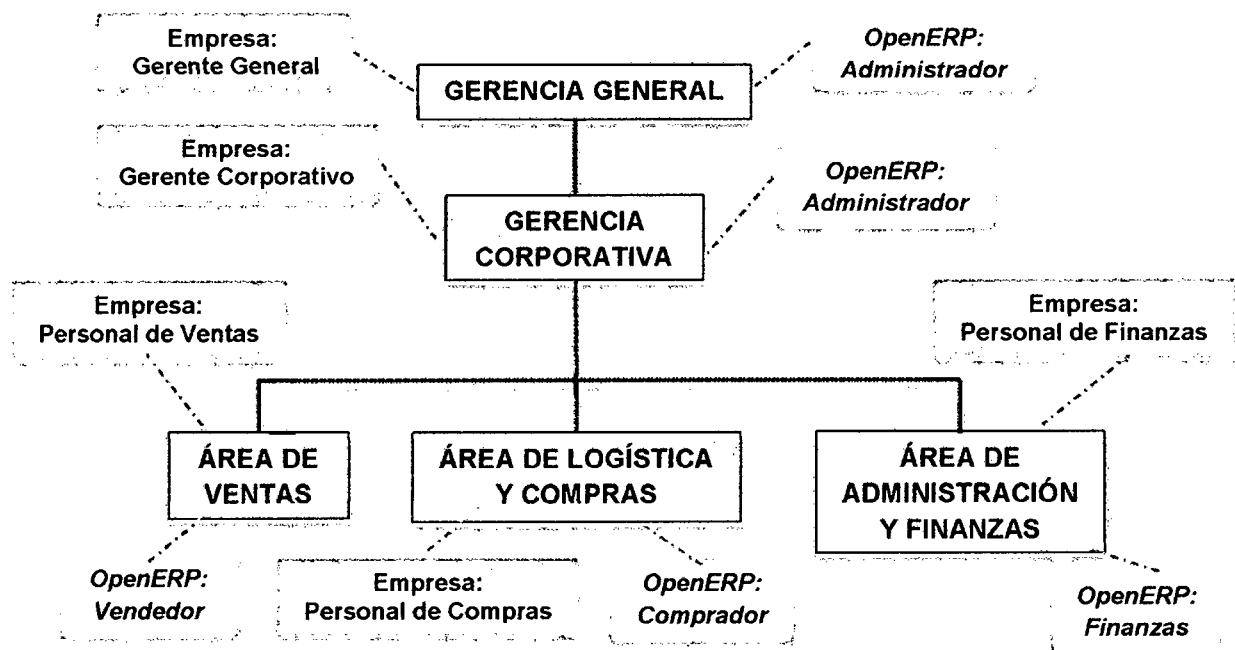 Empresa:
Gerente General
OpenERP:
Administrador
GERENCIA GENERAL
Empresa:
Gerente Corporativo
OpenERP:
Administrador
GERENCIA
CORPORATIVA
Empresa:
Personal de Ventas
Empresa:
Personal de Finanzas
ÁREA DE
VENTAS
ÁREA DE LOGÍSTICA
Y COMPRAS
ÁREA DE
ADMINISTRACIÓN
Y FINANZAS
OpenERP:
Vendedor
Empresa:
Personal de Compras
OpenERP:
Comprador
OpenERP:
Finanzas